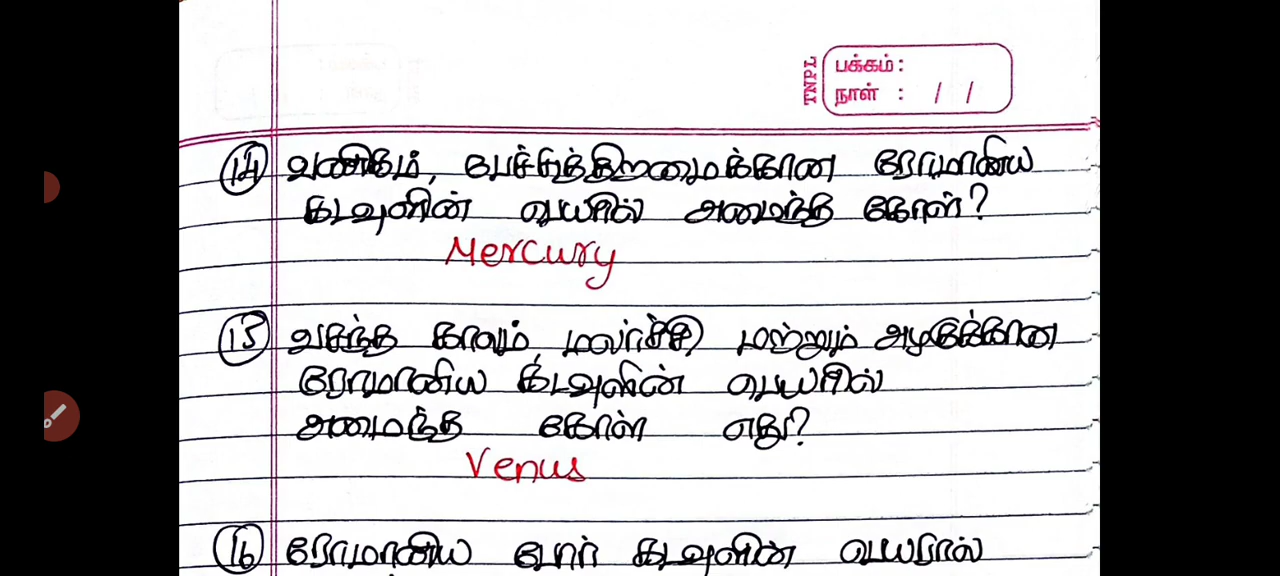 TNPL
பக்கம் :
நாள் : / /
14 வணிகம், பேச்சுத்திறமைக்கான ரோமானிய
கடவுளின் பெயரில் அமைந்த கோள்?
Mercury
15 வசந்த காலம், மலர்ச்சி மற்றும் அழகுக்கான
ரோமானிய கடவுளின் பெயரில்
அமைந்த கோள் எது?
Venus
16 ரோமானிய போர் கடவுளின் பெயரால்